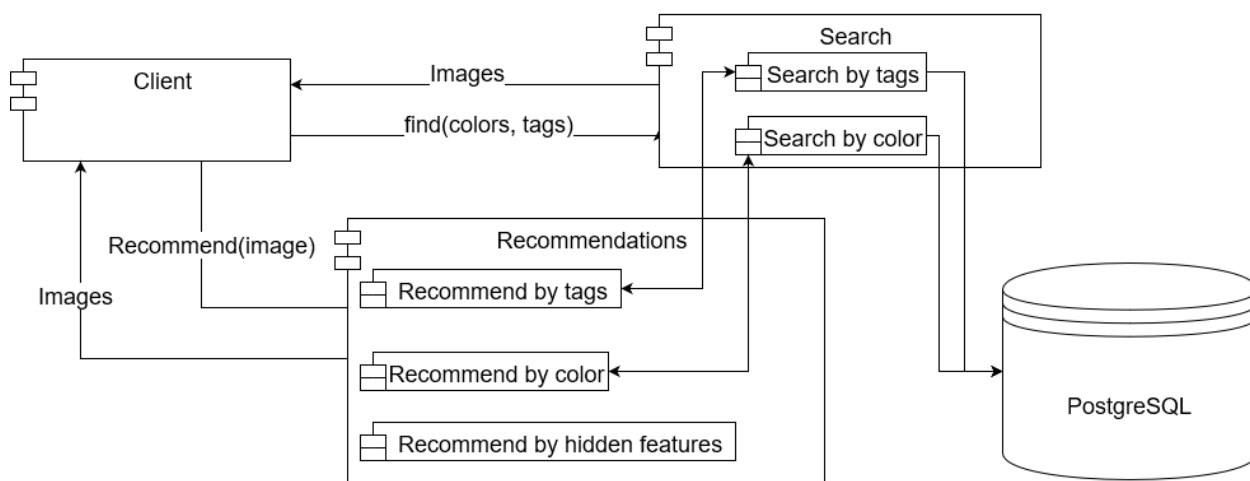 Search
Client
Images
Search by tags
find(colors, tags)
Search by color
Recommend(image)
Recommendations
Images
Recommend by tags
Recommend by color
PostgreSQL
Recommend by hidden features